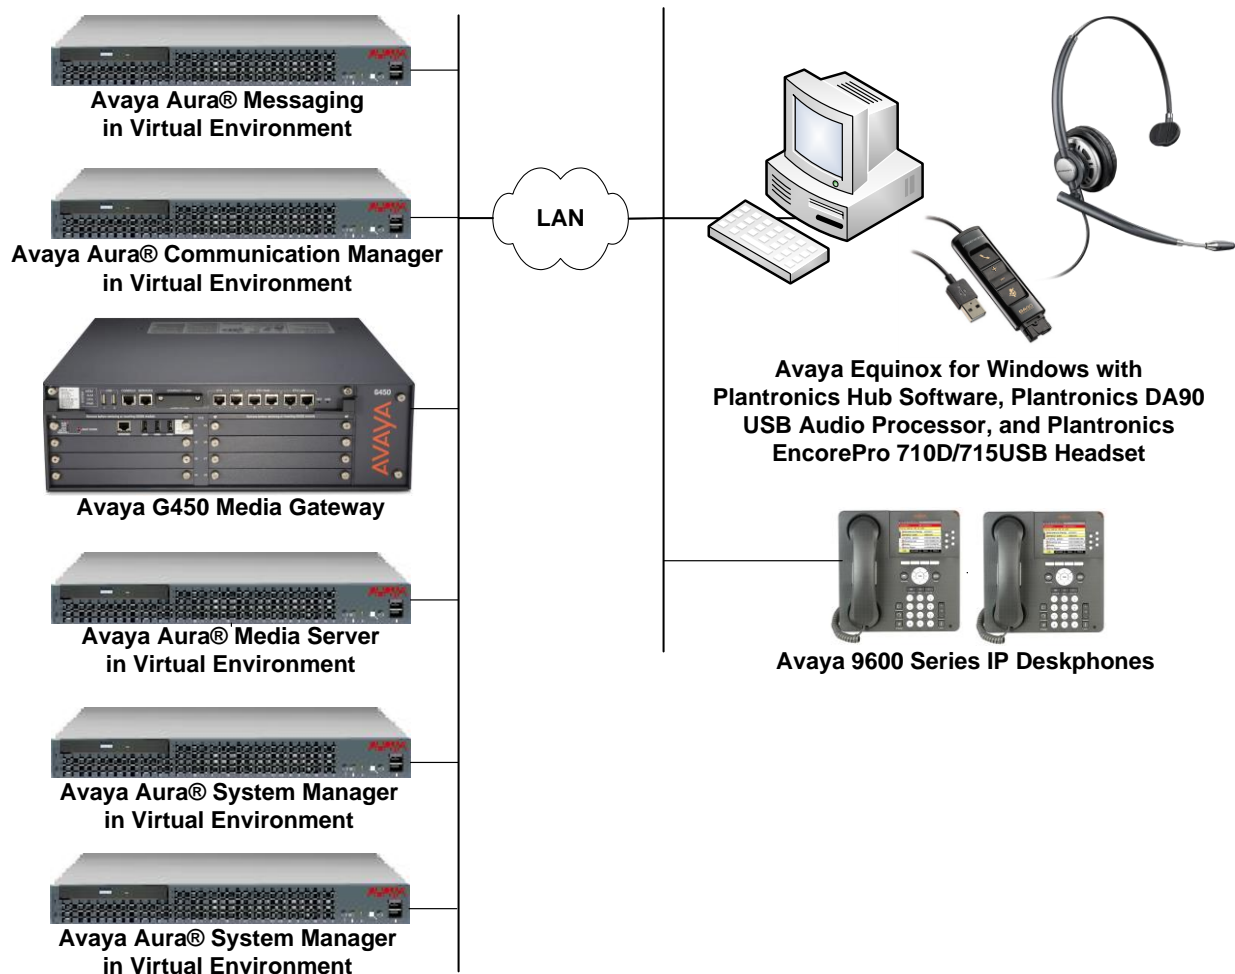 Avaya Aura® Messaging
in Virtual Environment
Avaya Aura® Communication Manager
in Virtual Environment
G450
AVAYA
Avaya G450 Media Gateway
Avaya Aura® Media Server
in Virtual Environment
Avaya Aura® System Manager
in Virtual Environment
Avaya Aura® System Manager
in Virtual Environment
LAN
Avaya Equinox for Windows with
Plantronics Hub Software, Plantronics DA90
USB Audio Processor, and Plantronics
EncorePro 710D/715USB Headset
Avaya 9600 Series IP Deskphones